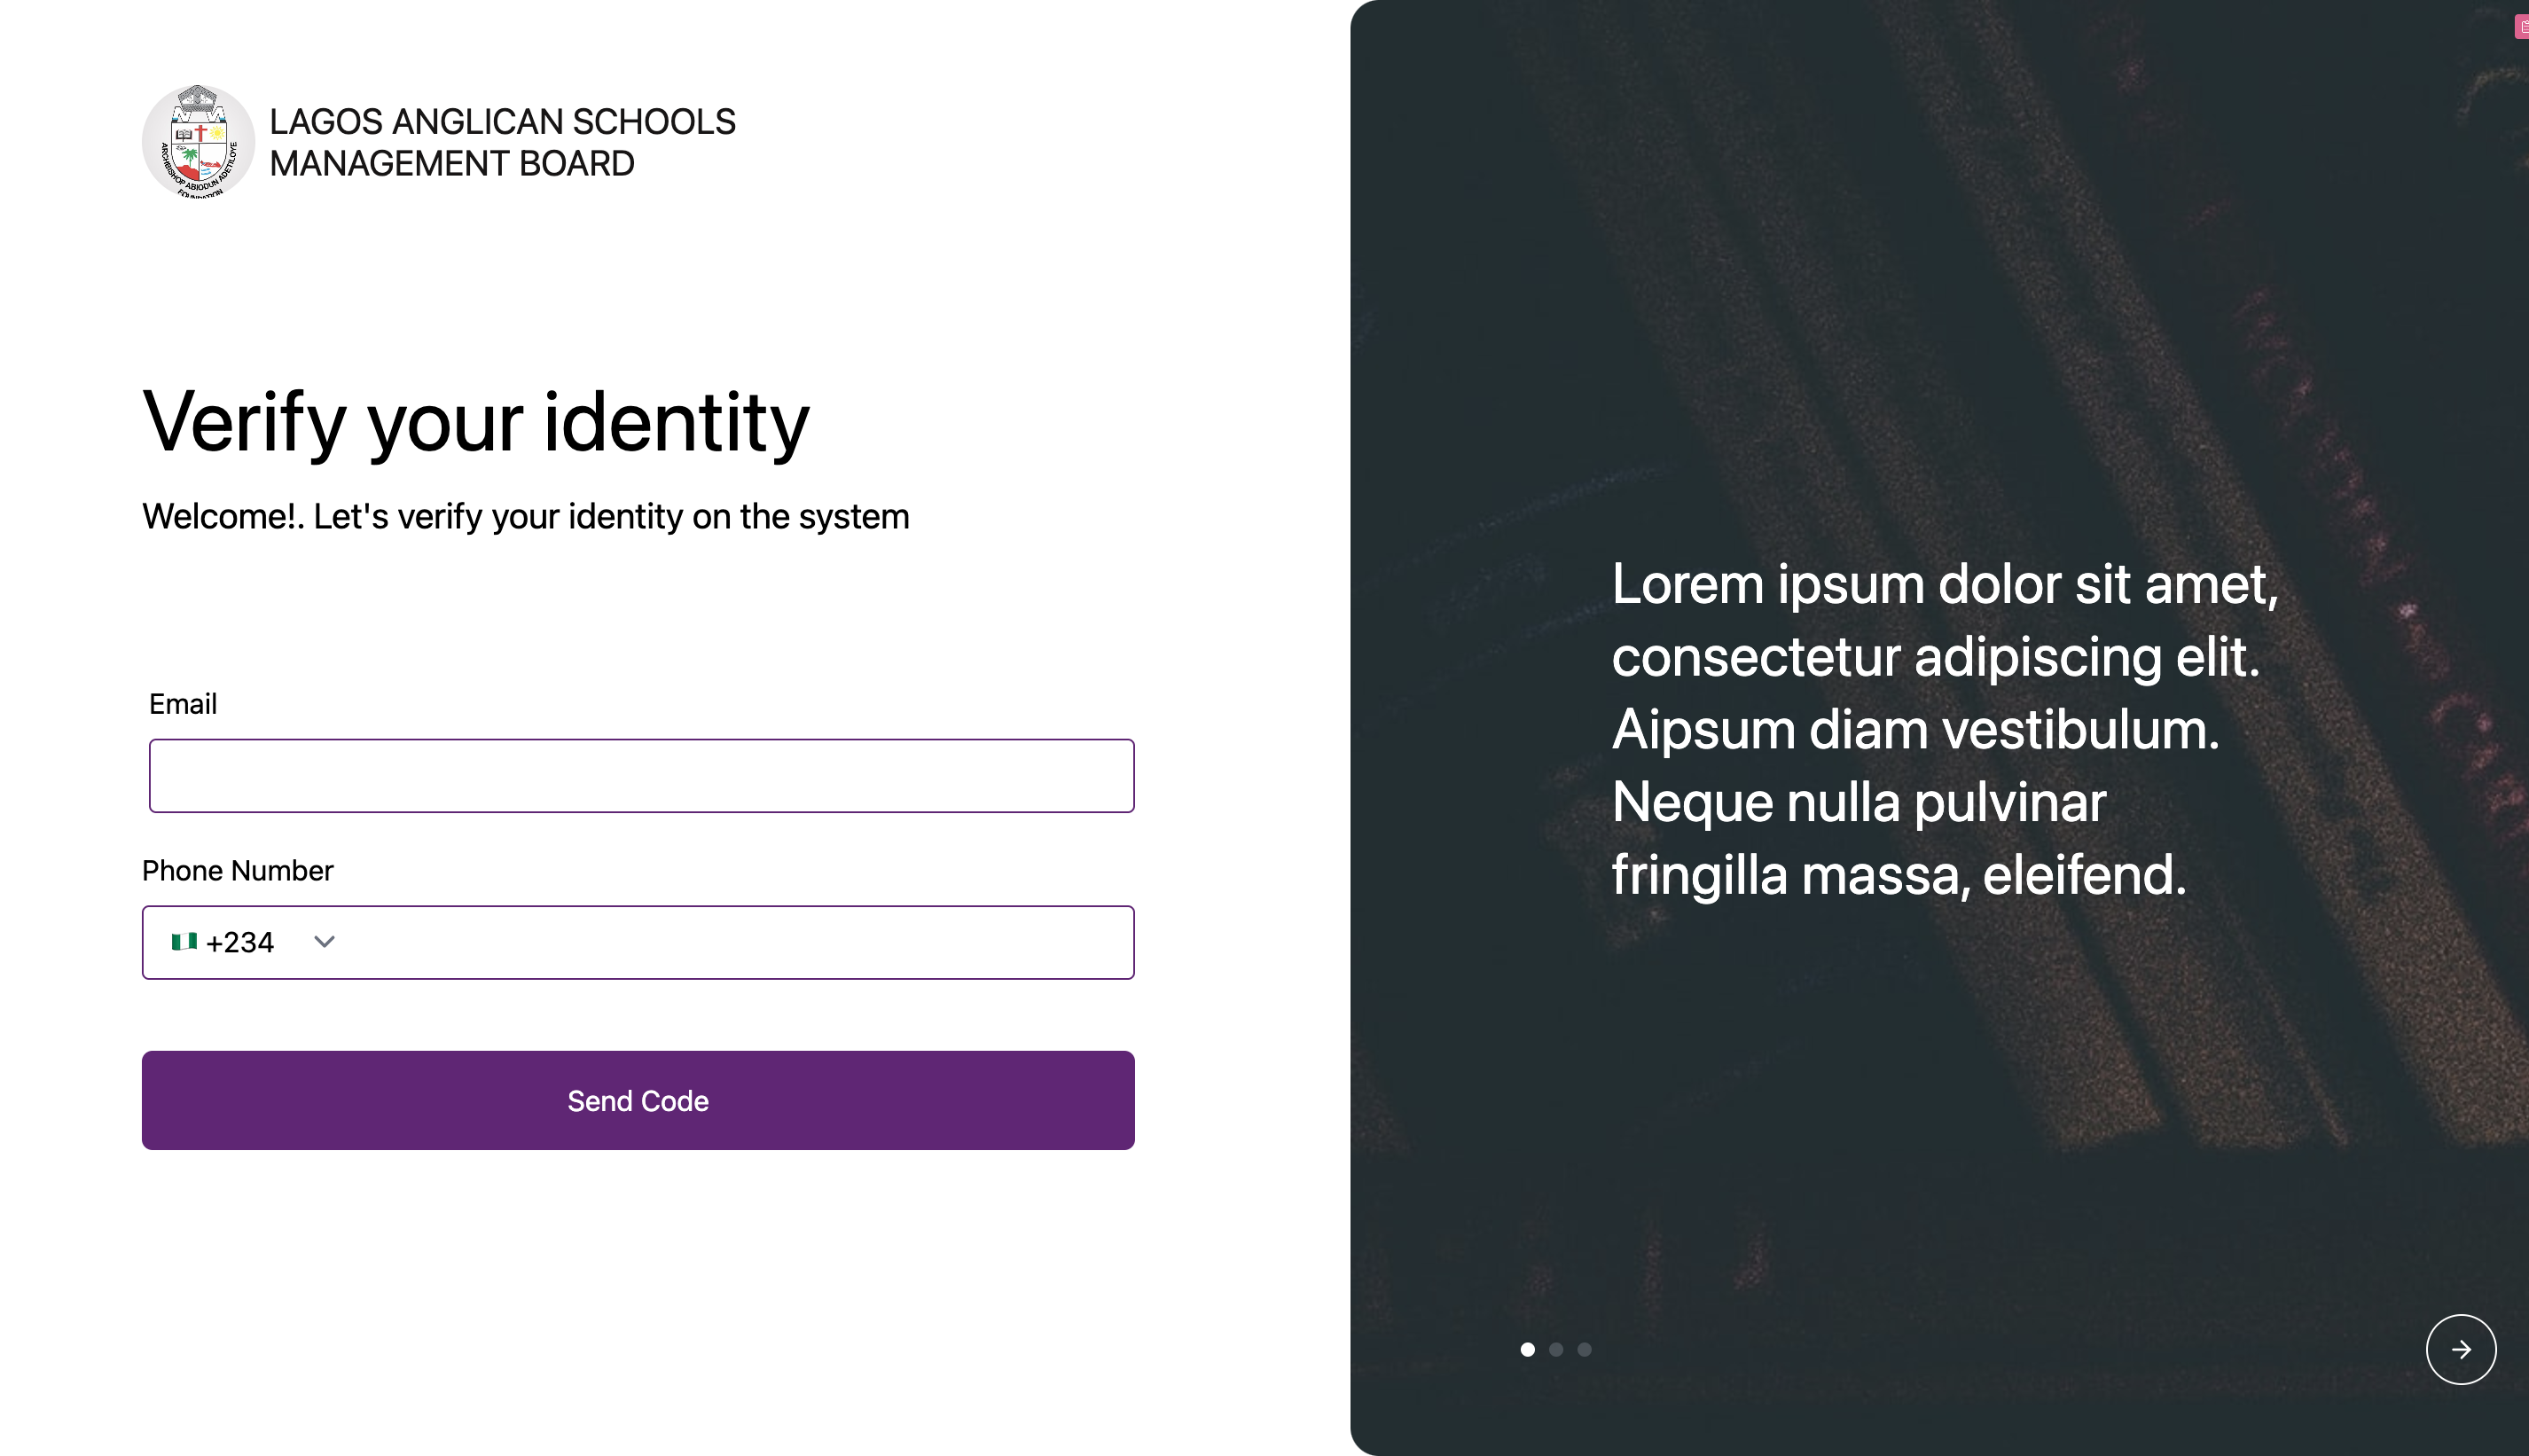 ARCHBISHOP ABIODUN ADETILOYE
FOUNDATION
LAGOS ANGLICAN SCHOOLS
MANAGEMENT BOARD
Verify your identity
Welcome!. Let's verify your identity on the system
Email
Phone Number
+234
Send Code
Lorem ipsum dolor sit amet,
consectetur adipiscing elit.
Aipsum diam vestibulum.
Neque nulla pulvinar
fringilla massa, eleifend.